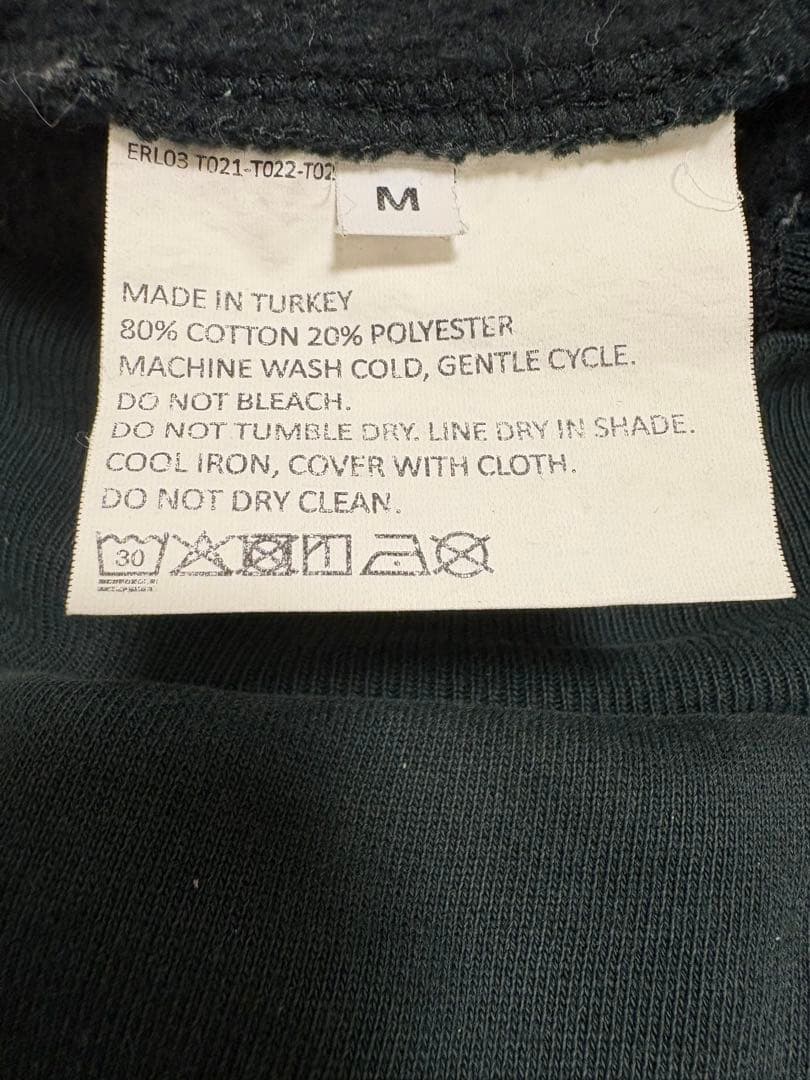 ERL03 T021-T022-T02
M
MADE IN TURKEY
80% COTTON 20% POLYESTER
MACHINE WASH COLD, GENTLE CYCLE.
DO NOT BLEACH.
DO NOT TUMBLE DRY. LINE DRY IN SHADE.
COOL IRON, COVER WITH CLOTH.
DO NOT DRY CLEAN.
30